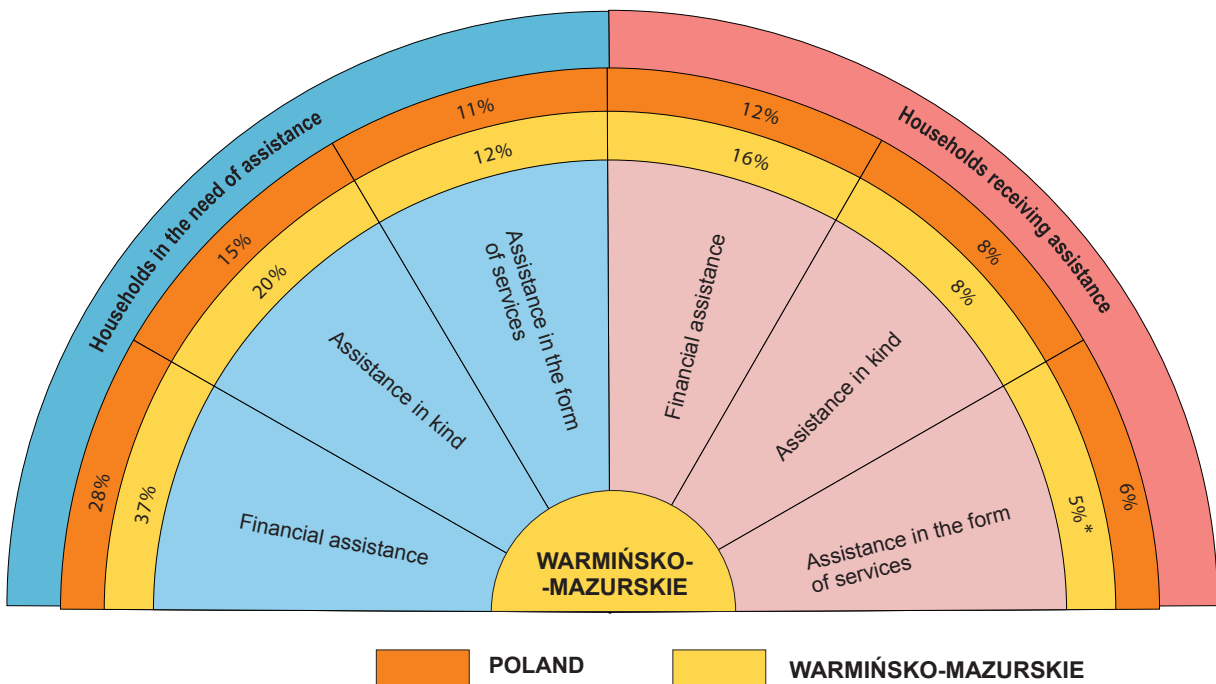 Households in the need of assistance
Households receiving assistance
28%
15%
11%
12%
8%
6%
37%
20%
12%
16%
8%
5%*
Financial assistance
Assistance in kind
Assistance in the form
of services
Financial assistance
Assistance in kind
Assistance in the form
of services
WARMIŃSKO-
-MAZURSKIE
POLAND
WARMIŃSKO-MAZURSKIE